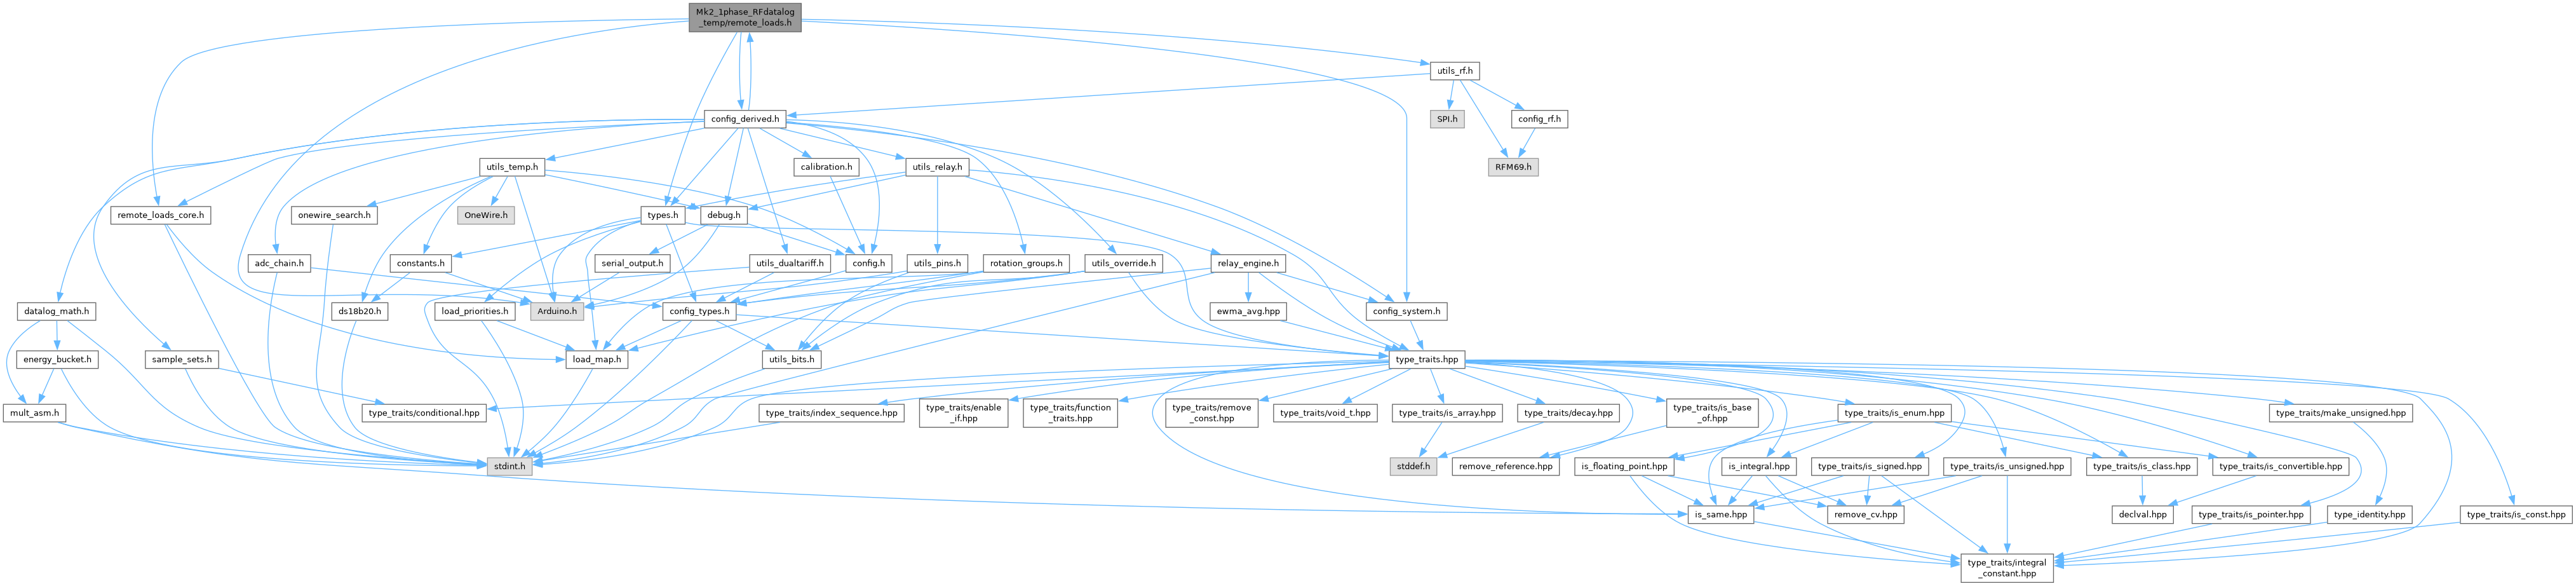 Mk2_1phase_RFdatalog
_temp/remote_loads.h
utils_rf.h
config_derived.h
SPI.h
config_rf.h
utils_temp.h
calibration.h
utils_relay.h
RFM69.h
remote_loads_core.h
onewire_search.h
OneWire.h
types.h
debug.h
adc_chain.h
constants.h
serial_output.h
utils_dualtariff.h
config.h
utils_pins.h
rotation_groups.h
utils_override.h
relay_engine.h
datalog_math.h
ds18b20.h
load_priorities.h
Arduino.h
config_types.h
ewma_avg.hpp
config_system.h
energy_bucket.h
sample_sets.h
load_map.h
utils_bits.h
type_traits.hpp
mult_asm.h
type_traits/conditional.hpp
type_traits/index_sequence.hpp
type_traits/enable
_if.hpp
type_traits/function
_traits.hpp
type_traits/remove
_const.hpp
type_traits/void_t.hpp
type_traits/is_array.hpp
type_traits/decay.hpp
type_traits/is_base
_of.hpp
type_traits/is_enum.hpp
type_traits/make_unsigned.hpp
stdint.h
stddef.h
remove_reference.hpp
is_floating_point.hpp
is_integral.hpp
type_traits/is_signed.hpp
type_traits/is_unsigned.hpp
type_traits/is_class.hpp
type_traits/is_convertible.hpp
is_same.hpp
remove_cv.hpp
declval.hpp
type_traits/is_pointer.hpp
type_identity.hpp
type_traits/is_const.hpp
type_traits/integral
_constant.hpp